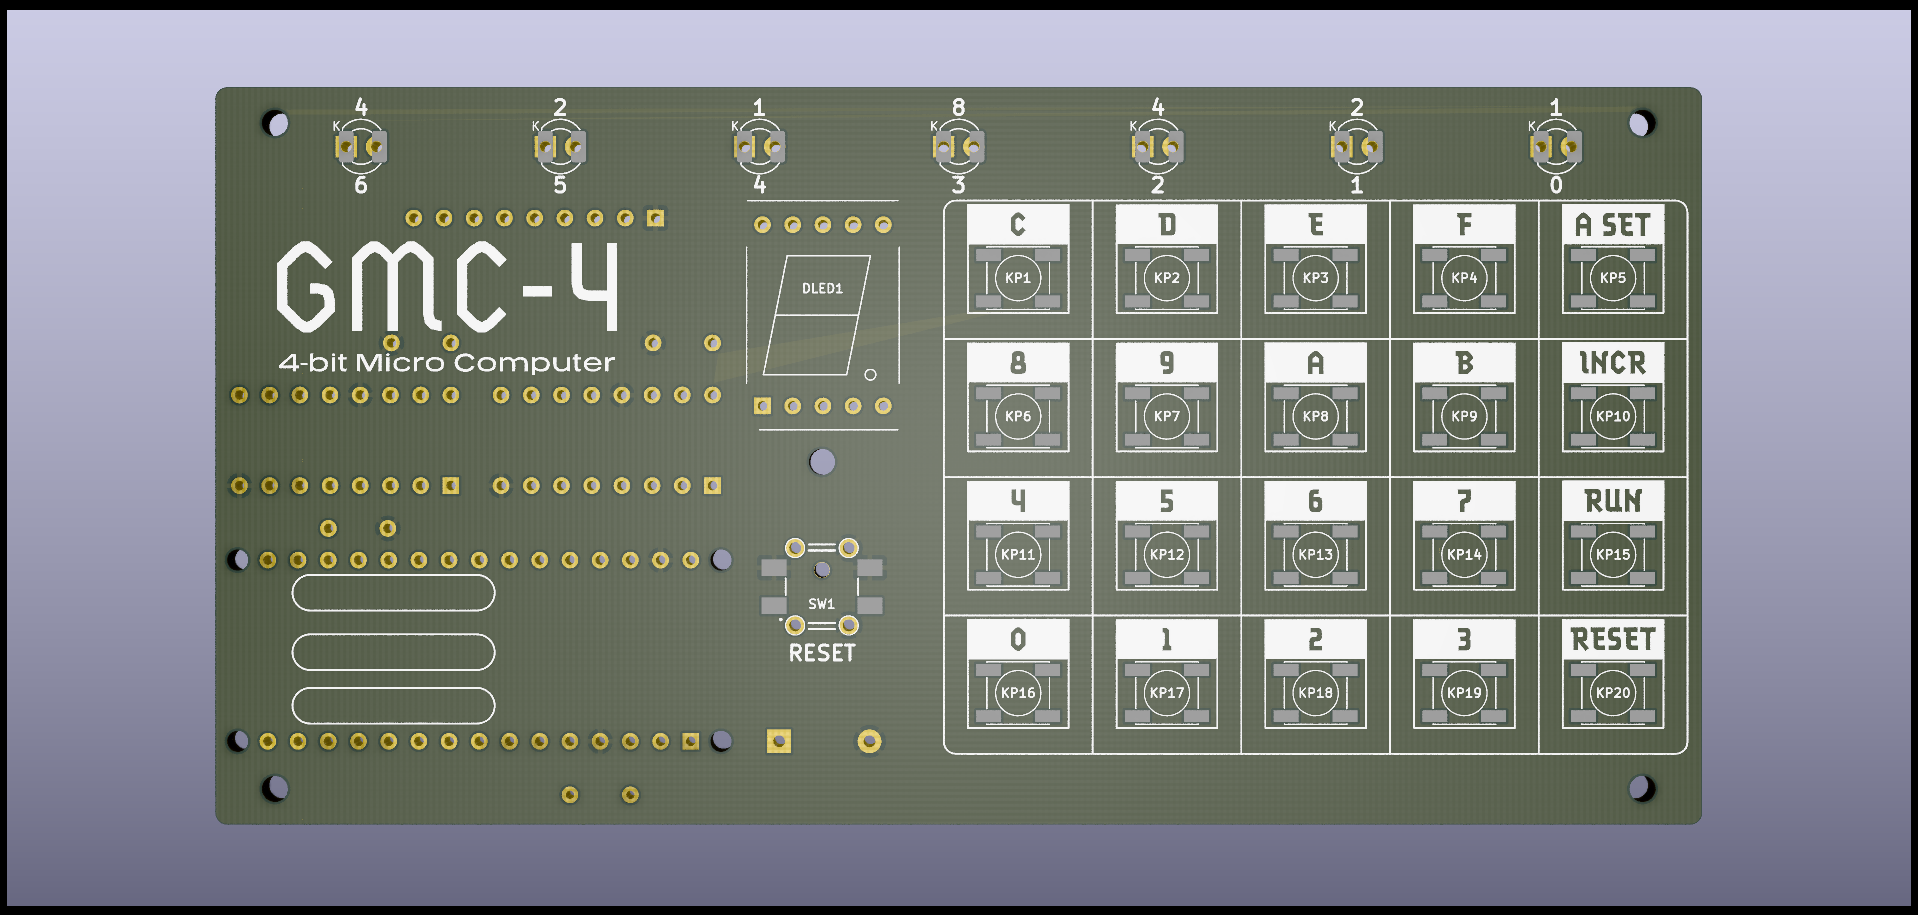 4 2 1 8 4 2 1
K K K K K K K
6 5 4 3 2 1 0
GMC-4
4-bit Micro Computer
DLED1
SW1
RESET
C D E F A SET
KP1 KP2 KP3 KP4 KP5
8 9 A B INCR
KP6 KP7 KP8 KP9 KP10
4 5 6 7 RUN
KP11 KP12 KP13 KP14 KP15
0 1 2 3 RESET
KP16 KP17 KP18 KP19 KP20